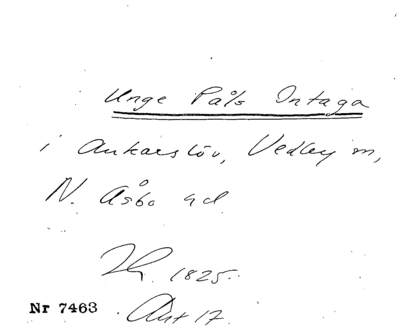 Unge Påls Intaga
i Ankarslöv, Vedby sn,
N. Åsbo hd
1825.
Nr 7463 Akt 17.